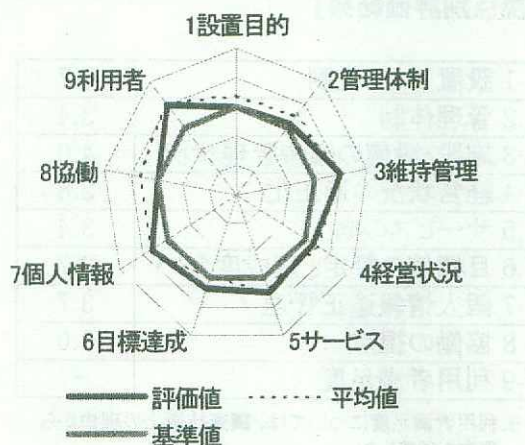 1設置目的
2管理体制
3維持管理
4経営状況
5サービス
6目標達成
7個人情報
8協働
9利用者
評価値
平均値
基準値